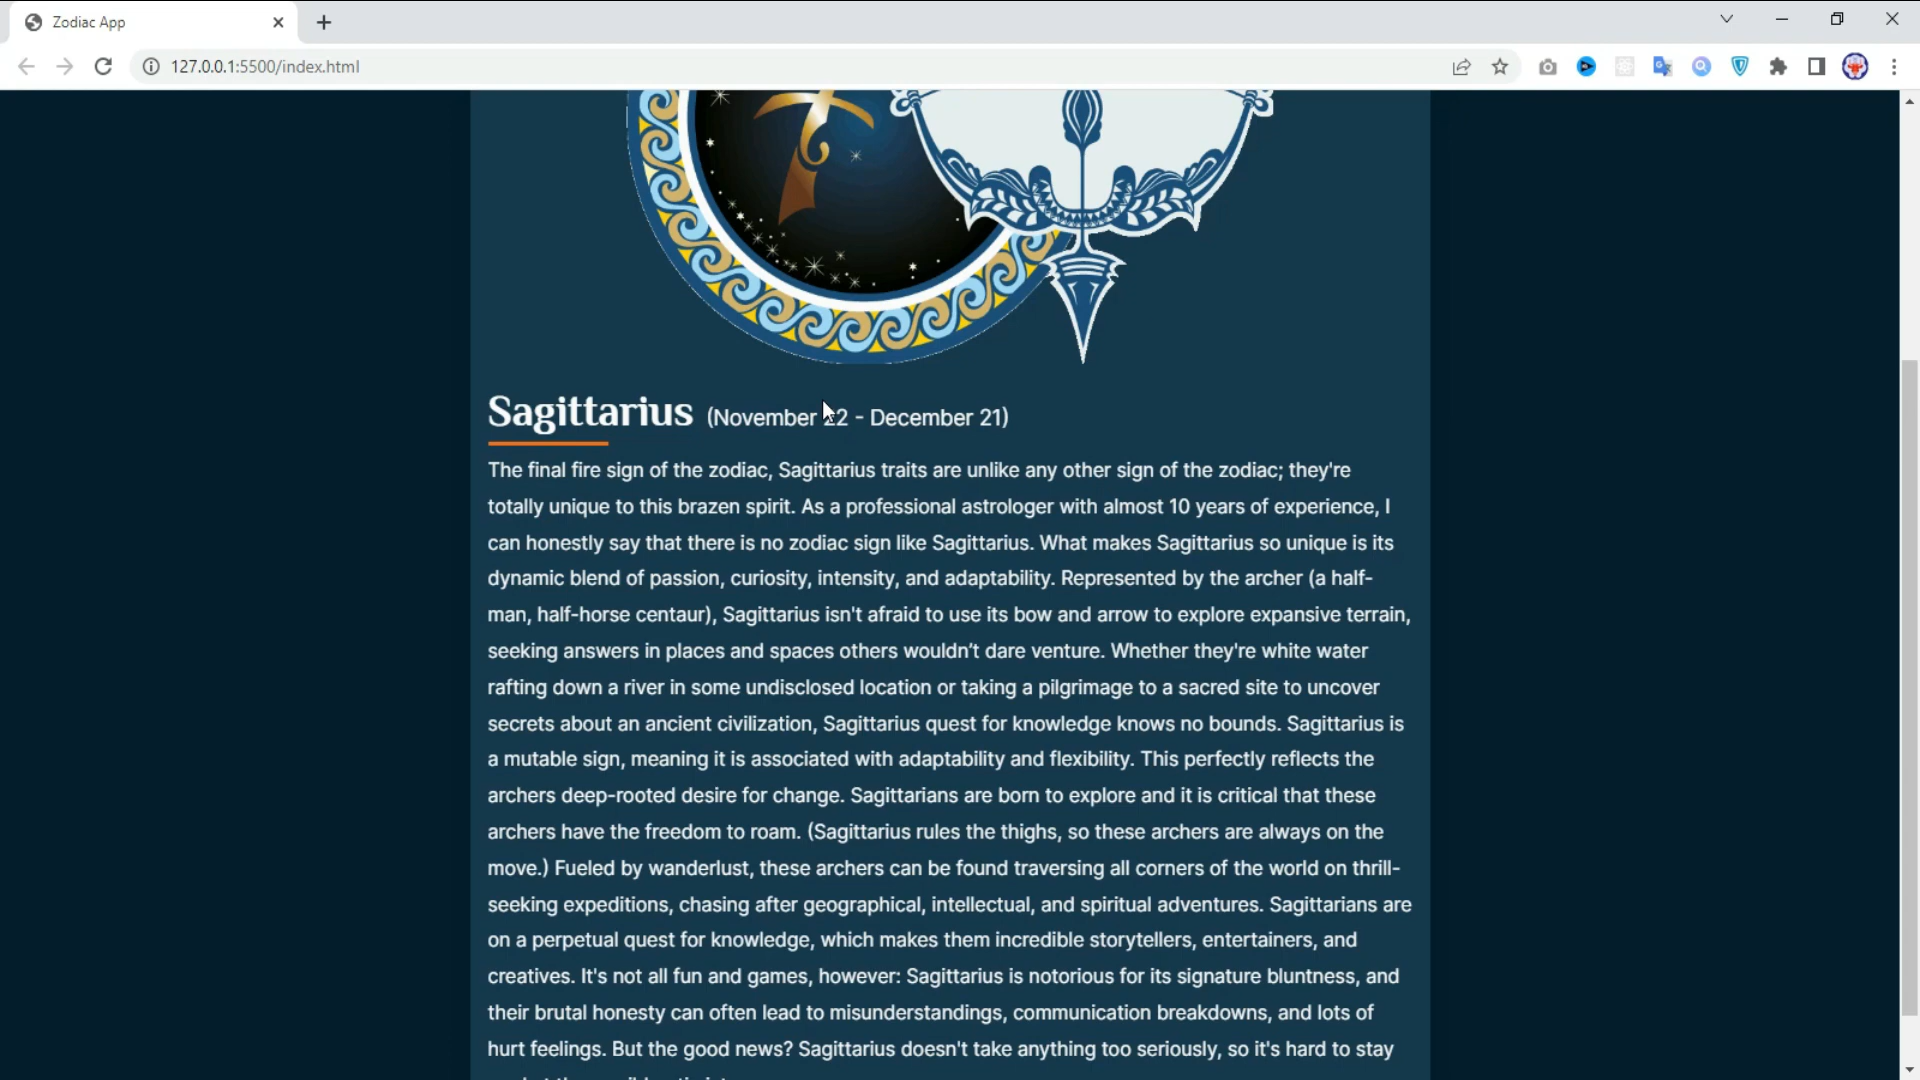 Zodiac App
127.0.0.1:5500/index.html
Sagittarius (November 22 - December 21)
The final fire sign of the zodiac, Sagittarius traits are unlike any other sign of the zodiac; they're
totally unique to this brazen spirit. As a professional astrologer with almost 10 years of experience, I
can honestly say that there is no zodiac sign like Sagittarius. What makes Sagittarius so unique is its
dynamic blend of passion, curiosity, intensity, and adaptability. Represented by the archer (a half-
man, half-horse centaur), Sagittarius isn't afraid to use its bow and arrow to explore expansive terrain,
seeking answers in places and spaces others wouldn’t dare venture. Whether they're white water
rafting down a river in some undisclosed location or taking a pilgrimage to a sacred site to uncover
secrets about an ancient civilization, Sagittarius quest for knowledge knows no bounds. Sagittarius is
a mutable sign, meaning it is associated with adaptability and flexibility. This perfectly reflects the
archers deep-rooted desire for change. Sagittarians are born to explore and it is critical that these
archers have the freedom to roam. (Sagittarius rules the thighs, so these archers are always on the
move.) Fueled by wanderlust, these archers can be found traversing all corners of the world on thrill-
seeking expeditions, chasing after geographical, intellectual, and spiritual adventures. Sagittarians are
on a perpetual quest for knowledge, which makes them incredible storytellers, entertainers, and
creatives. It's not all fun and games, however: Sagittarius is notorious for its signature bluntness, and
their brutal honesty can often lead to misunderstandings, communication breakdowns, and lots of
hurt feelings. But the good news? Sagittarius doesn't take anything too seriously, so it's hard to stay